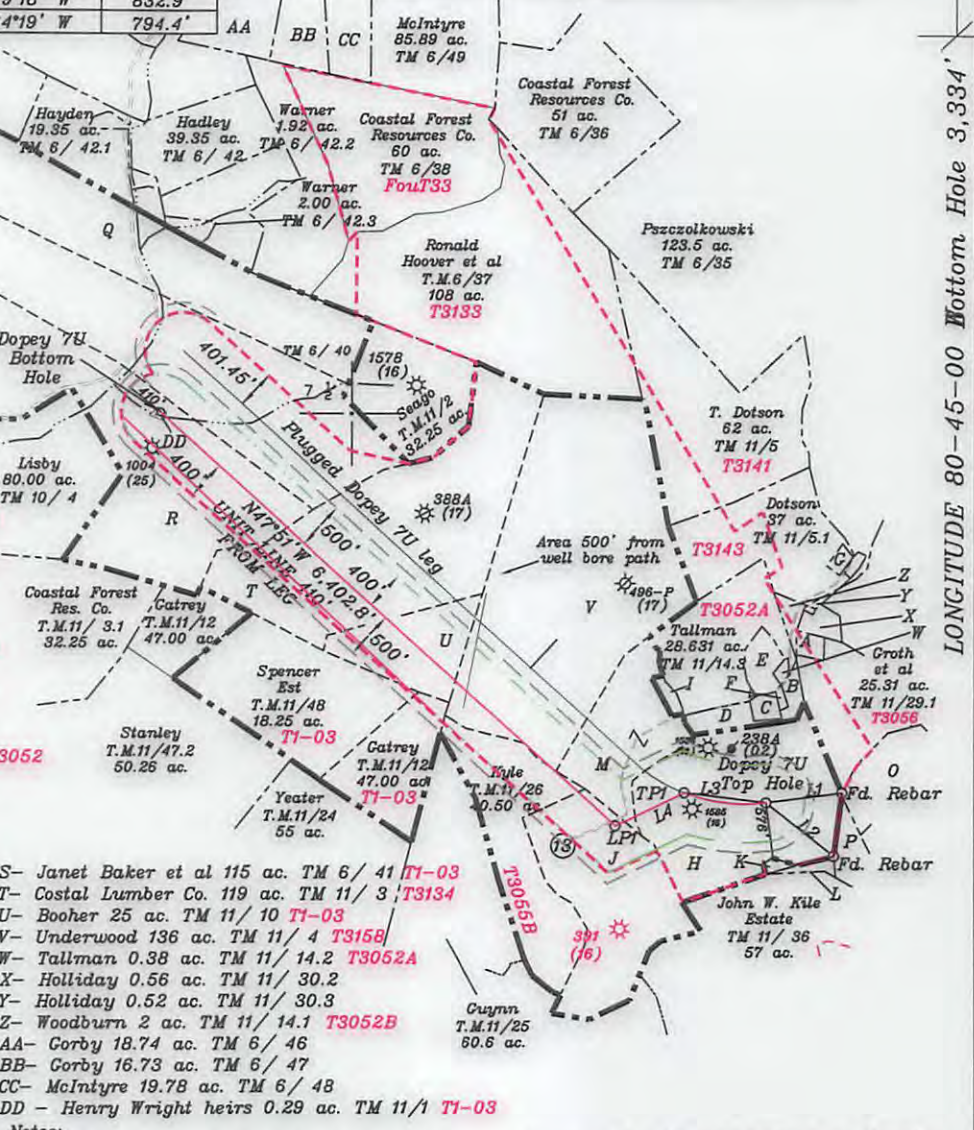 832.9'
4°19' W 794.4'
AA
BB
CC
McIntyre
85.89 ac.
TM 6/49
Coastal Forest
Resources Co.
51 ac.
TM 6/36
Hayden
19.35 ac.
TM 6/ 42.1
Hadley
39.35 ac.
TM 6/ 42
Warner
1.92 ac.
TM 6/ 42.2
Coastal Forest
Resources Co.
60 ac.
TM 6/38
FouT33
Warner
2.00 ac.
TM 6/ 42.3
Q
Ronald
Hoover et al
T.M.6/37
108 ac.
T3133
Pszczolkowski
123.5 ac.
TM 6/35
LONGITUDE 80-45-00 Bottom Hole 3,334'
Dopey 7U
Bottom
Hole
401.45'
TM 6/ 40
1578
(16)
Seago
T.M.11/2
32.25 ac.
410'
DD
1004
(25)
400'
Lisby
80.00 ac.
TM 10/ 4
R
Plugged Dopey 7U leg
388A
(17)
T. Dotson
62 ac.
TM 11/5
T3141
Dotson
37 ac.
TM 11/5.1
T3143
N47°51'W 6,402.8'
UNIT LINE 410'
FROM LEG
500'
400'
500'
Area 500' from
well bore path
496-P
(17)
V
T3052A
Tallman
28.631 ac.
TM 11/14.3
Z
Y
X
W
Groth
et al
25.31 ac.
TM 11/29.1
T3056
Coastal Forest
Res. Co.
T.M.11/ 3.1
32.25 ac.
Gatrey
T.M.11/12
47.00 ac.
T
U
I
F
E
A
B
C
D
Spencer
Est
T.M.11/48
18.25 ac.
T1-03
3052
Stanley
T.M.11/47.2
50.26 ac.
Gatrey
T.M.11/12
47.00 ac
T1-03
Yeater
T.M.11/24
55 ac.
Kyle
T.M.11/26
0.50 ac.
M
Z
238A
(02)
Dopey 7U
Top Hole
TP1
L3
L1
L4
L2
LP1
676'
O
Fd. Rebar
P
Fd. Rebar
13
J
H
K
L
T3055B
391
(16)
John W. Kile
Estate
TM 11/ 36
57 ac.
Guynn
T.M.11/25
60.6 ac.
S- Janet Baker et al 115 ac. TM 6/ 41 T1-03
T- Costal Lumber Co. 119 ac. TM 11/ 3 T3134
U- Booher 25 ac. TM 11/ 10 T1-03
V- Underwood 136 ac. TM 11/ 4 T3158
W- Tallman 0.38 ac. TM 11/ 14.2 T3052A
X- Holliday 0.56 ac. TM 11/ 30.2
Y- Holliday 0.52 ac. TM 11/ 30.3
Z- Woodburn 2 ac. TM 11/ 14.1 T3052B
AA- Gorby 18.74 ac. TM 6/ 46
BB- Gorby 16.73 ac. TM 6/ 47
CC- McIntyre 19.78 ac. TM 6/ 48
DD - Henry Wright heirs 0.29 ac. TM 11/1 T1-03